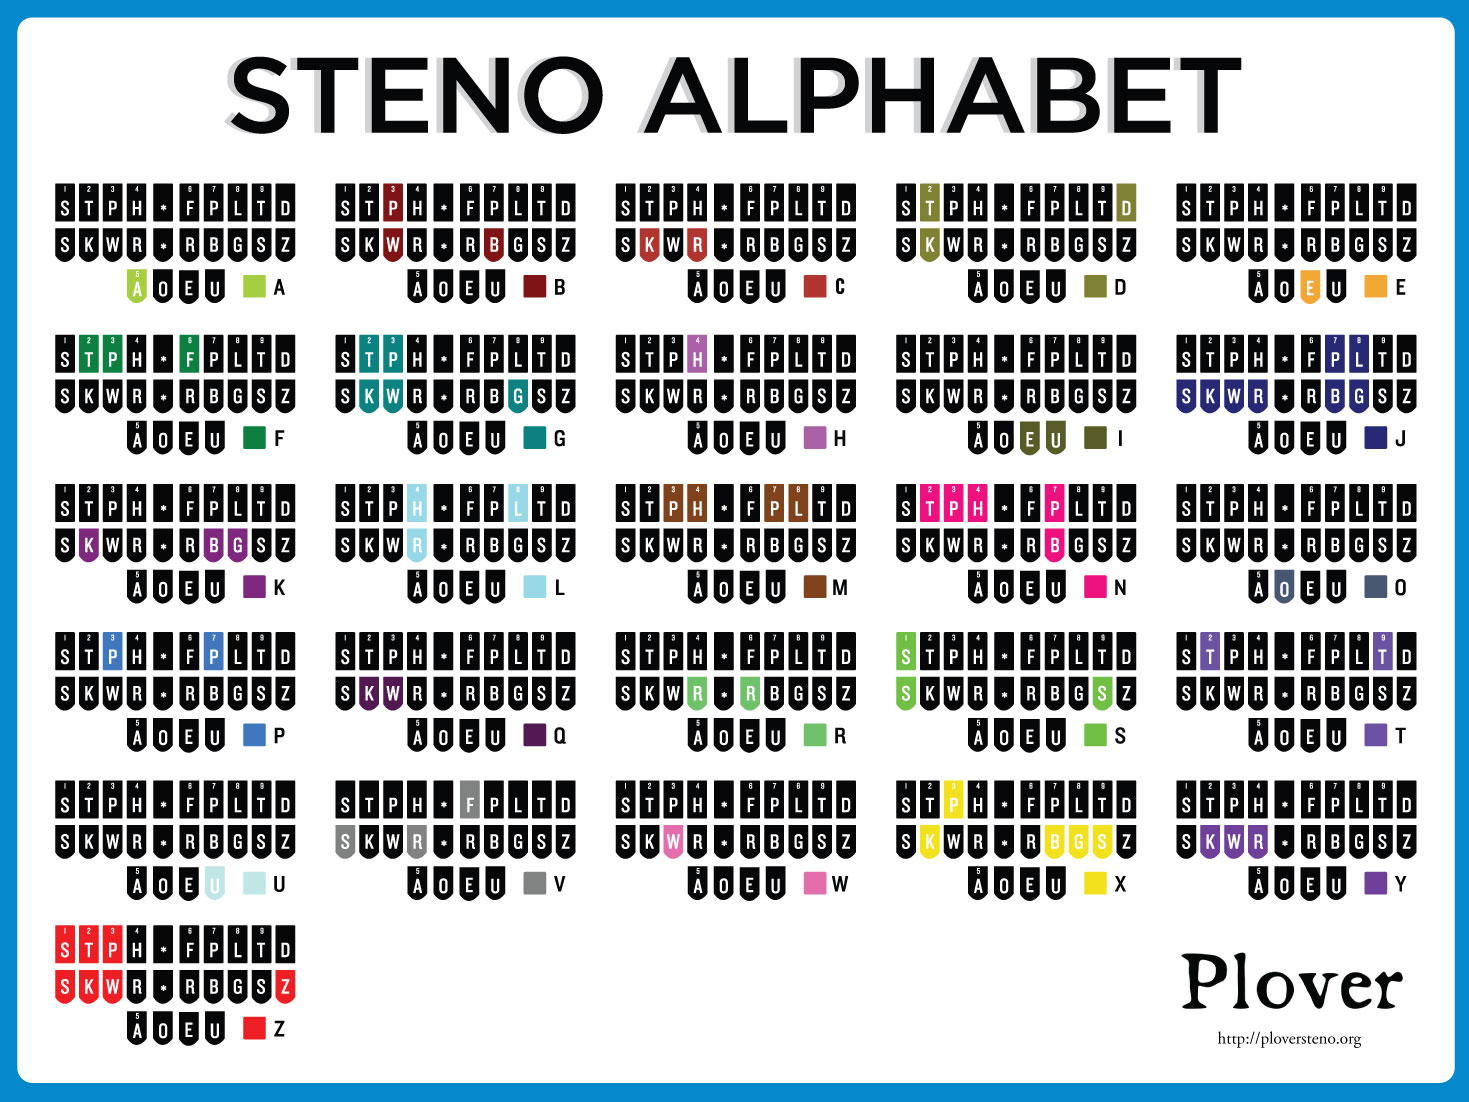 STENO ALPHABET
1 2 3 4 6 7 8 9
S T P H * F P L T D
S K W R * R B G S Z
5
A O E U A
1 2 3 4 6 7 8 9
S T P H * F P L T D
S K W R * R B G S Z
5
A O E U B
1 2 3 4 6 7 8 9
S T P H * F P L T D
S K W R * R B G S Z
5
A O E U C
1 2 3 4 6 7 8 9
S T P H * F P L T D
S K W R * R B G S Z
5
A O E U D
1 2 3 4 6 7 8 9
S T P H * F P L T D
S K W R * R B G S Z
5
A O E U E
1 2 3 4 6 7 8 9
S T P H * F P L T D
S K W R * R B G S Z
5
A O E U F
1 2 3 4 6 7 8 9
S T P H * F P L T D
S K W R * R B G S Z
5
A O E U G
1 2 3 4 6 7 8 9
S T P H * F P L T D
S K W R * R B G S Z
5
A O E U H
1 2 3 4 6 7 8 9
S T P H * F P L T D
S K W R * R B G S Z
5
A O E U I
1 2 3 4 6 7 8 9
S T P H * F P L T D
S K W R * R B G S Z
5
A O E U J
1 2 3 4 6 7 8 9
S T P H * F P L T D
S K W R * R B G S Z
5
A O E U K
1 2 3 4 6 7 8 9
S T P H * F P L T D
S K W R * R B G S Z
5
A O E U L
1 2 3 4 6 7 8 9
S T P H * F P L T D
S K W R * R B G S Z
5
A O E U M
1 2 3 4 6 7 8 9
S T P H * F P L T D
S K W R * R B G S Z
5
A O E U N
1 2 3 4 6 7 8 9
S T P H * F P L T D
S K W R * R B G S Z
5
A O E U O
1 2 3 4 6 7 8 9
S T P H * F P L T D
S K W R * R B G S Z
5
A O E U P
1 2 3 4 6 7 8 9
S T P H * F P L T D
S K W R * R B G S Z
5
A O E U Q
1 2 3 4 6 7 8 9
S T P H * F P L T D
S K W R * R B G S Z
5
A O E U R
1 2 3 4 6 7 8 9
S T P H * F P L T D
S K W R * R B G S Z
5
A O E U S
1 2 3 4 6 7 8 9
S T P H * F P L T D
S K W R * R B G S Z
5
A O E U T
1 2 3 4 6 7 8 9
S T P H * F P L T D
S K W R * R B G S Z
5
A O E U U
1 2 3 4 6 7 8 9
S T P H * F P L T D
S K W R * R B G S Z
5
A O E U V
1 2 3 4 6 7 8 9
S T P H * F P L T D
S K W R * R B G S Z
5
A O E U W
1 2 3 4 6 7 8 9
S T P H * F P L T D
S K W R * R B G S Z
5
A O E U X
1 2 3 4 6 7 8 9
S T P H * F P L T D
S K W R * R B G S Z
5
A O E U Y
1 2 3 4 6 7 8 9
S T P H * F P L T D
S K W R * R B G S Z
5
A O E U Z
Plover
http://ploversteno.org